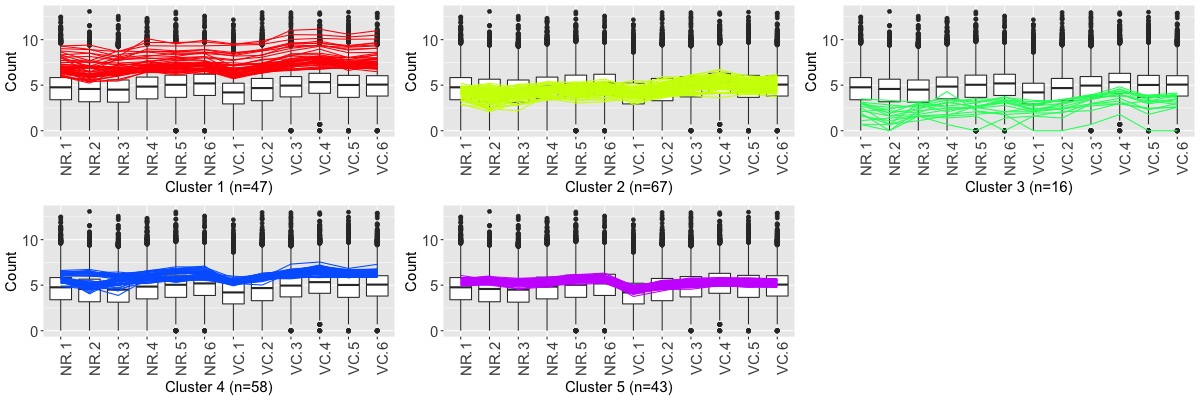 Count
10
5
0
NR.1 NR.2 NR.3 NR.4 NR.5 NR.6 VC.1 VC.2 VC.3 VC.4 VC.5 VC.6
Cluster 1 (n=47)
Count
10
5
0
NR.1 NR.2 NR.3 NR.4 NR.5 NR.6 VC.1 VC.2 VC.3 VC.4 VC.5 VC.6
Cluster 2 (n=67)
Count
10
5
0
NR.1 NR.2 NR.3 NR.4 NR.5 NR.6 VC.1 VC.2 VC.3 VC.4 VC.5 VC.6
Cluster 3 (n=16)
Count
10
5
0
NR.1 NR.2 NR.3 NR.4 NR.5 NR.6 VC.1 VC.2 VC.3 VC.4 VC.5 VC.6
Cluster 4 (n=58)
Count
10
5
0
NR.1 NR.2 NR.3 NR.4 NR.5 NR.6 VC.1 VC.2 VC.3 VC.4 VC.5 VC.6
Cluster 5 (n=43)